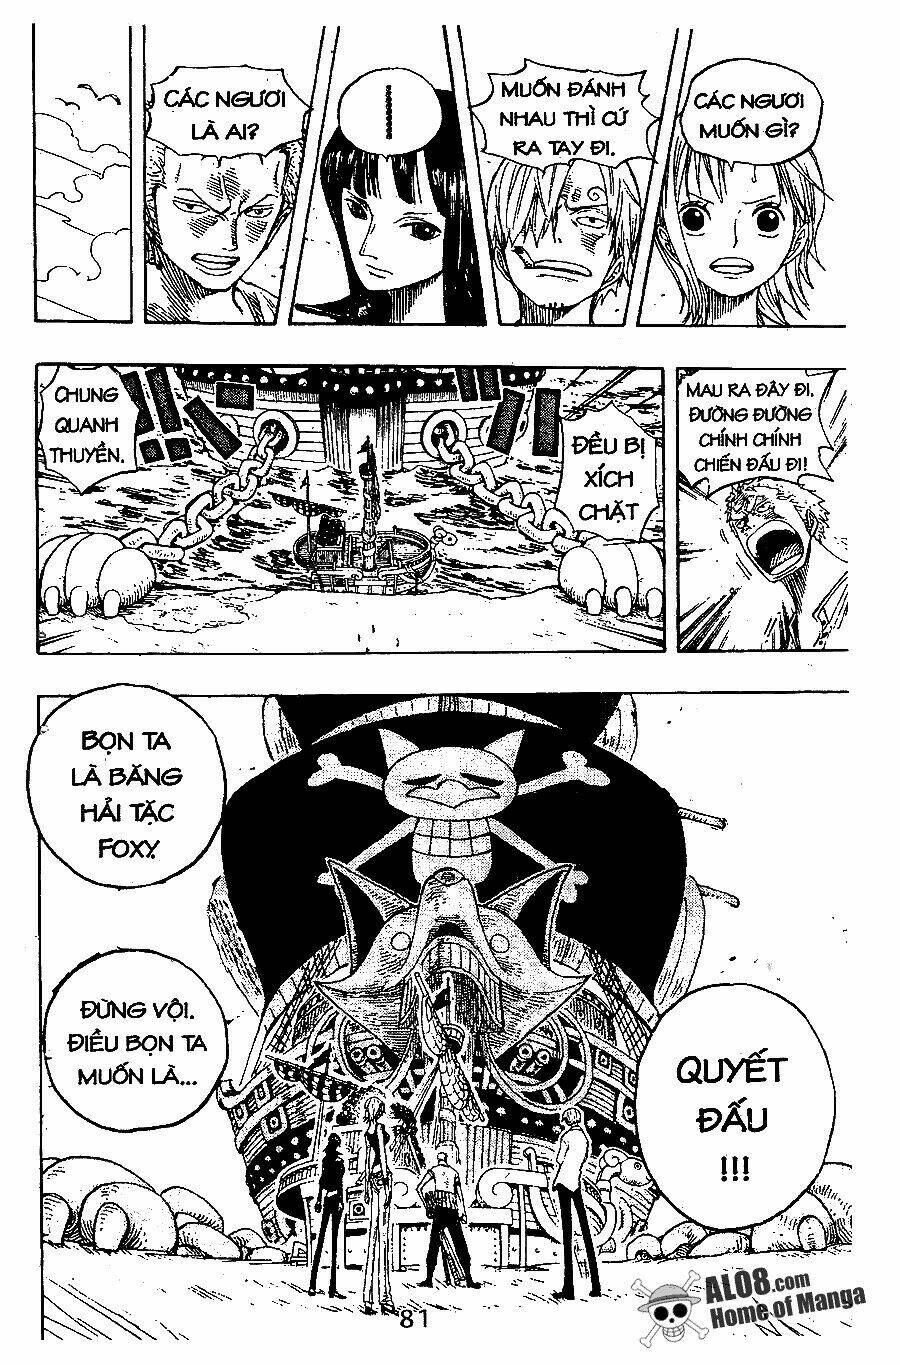 CÁC NGƯƠI
MUỐN GÌ?
MUỐN ĐÁNH
NHAU THÌ CỨ
RA TAY ĐI.
CÁC NGƯƠI
LÀ AI?
MAU RA ĐÂY ĐI.
ĐƯỜNG ĐƯỜNG
CHÍNH CHÍNH
CHIẾN ĐẤU ĐI!
ĐỀU BỊ
XÍCH
CHẶT
CHUNG
QUANH
THUYỀN.
BỌN TA
LÀ BĂNG
HẢI TẶC
FOXY.
ĐỪNG VỘI.
ĐIỀU BỌN TA
MUỐN LÀ...
QUYẾT
ĐẤU
!!!
81
AL08.com
Home of Manga